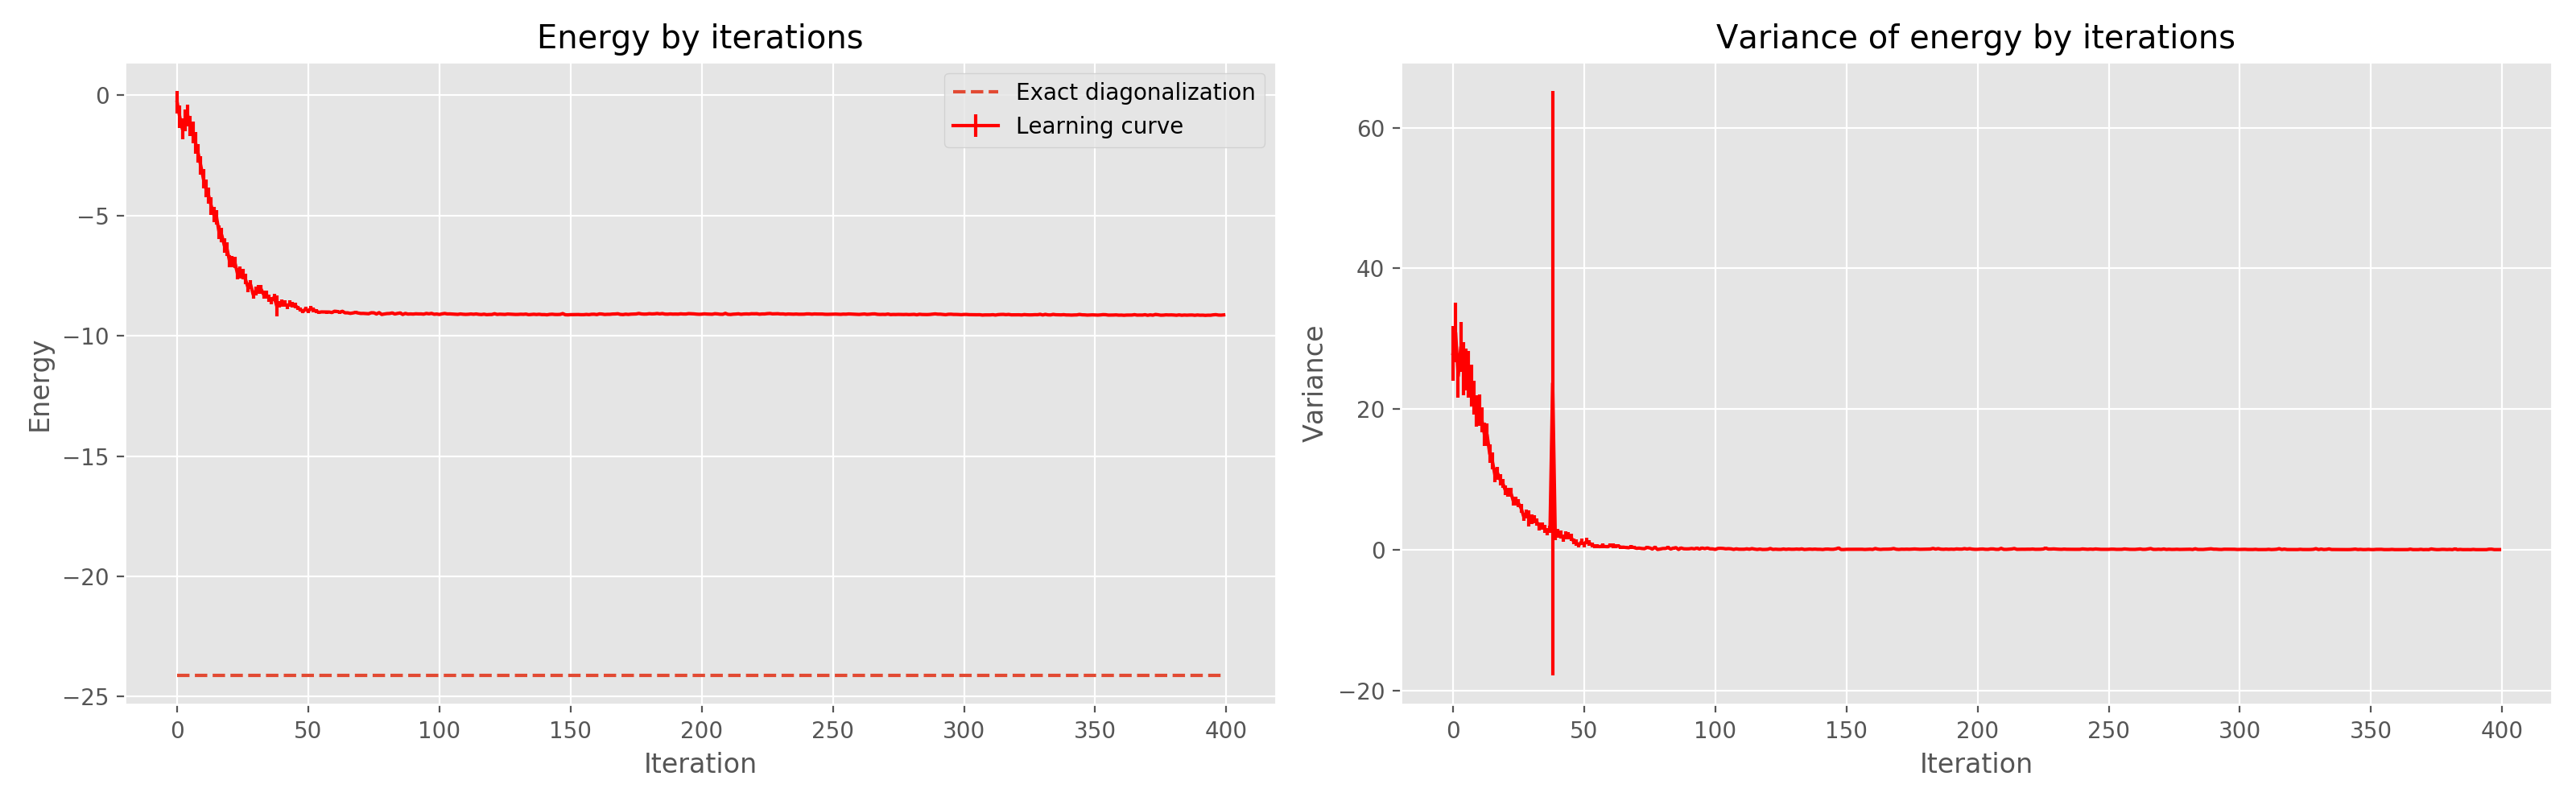 Energy by iterations
Exact diagonalization
Learning curve
0
−5
−10
−15
−20
−25
Energy
0 50 100 150 200 250 300 350 400
Iteration
Variance of energy by iterations
60
40
20
0
−20
Variance
0 50 100 150 200 250 300 350 400
Iteration